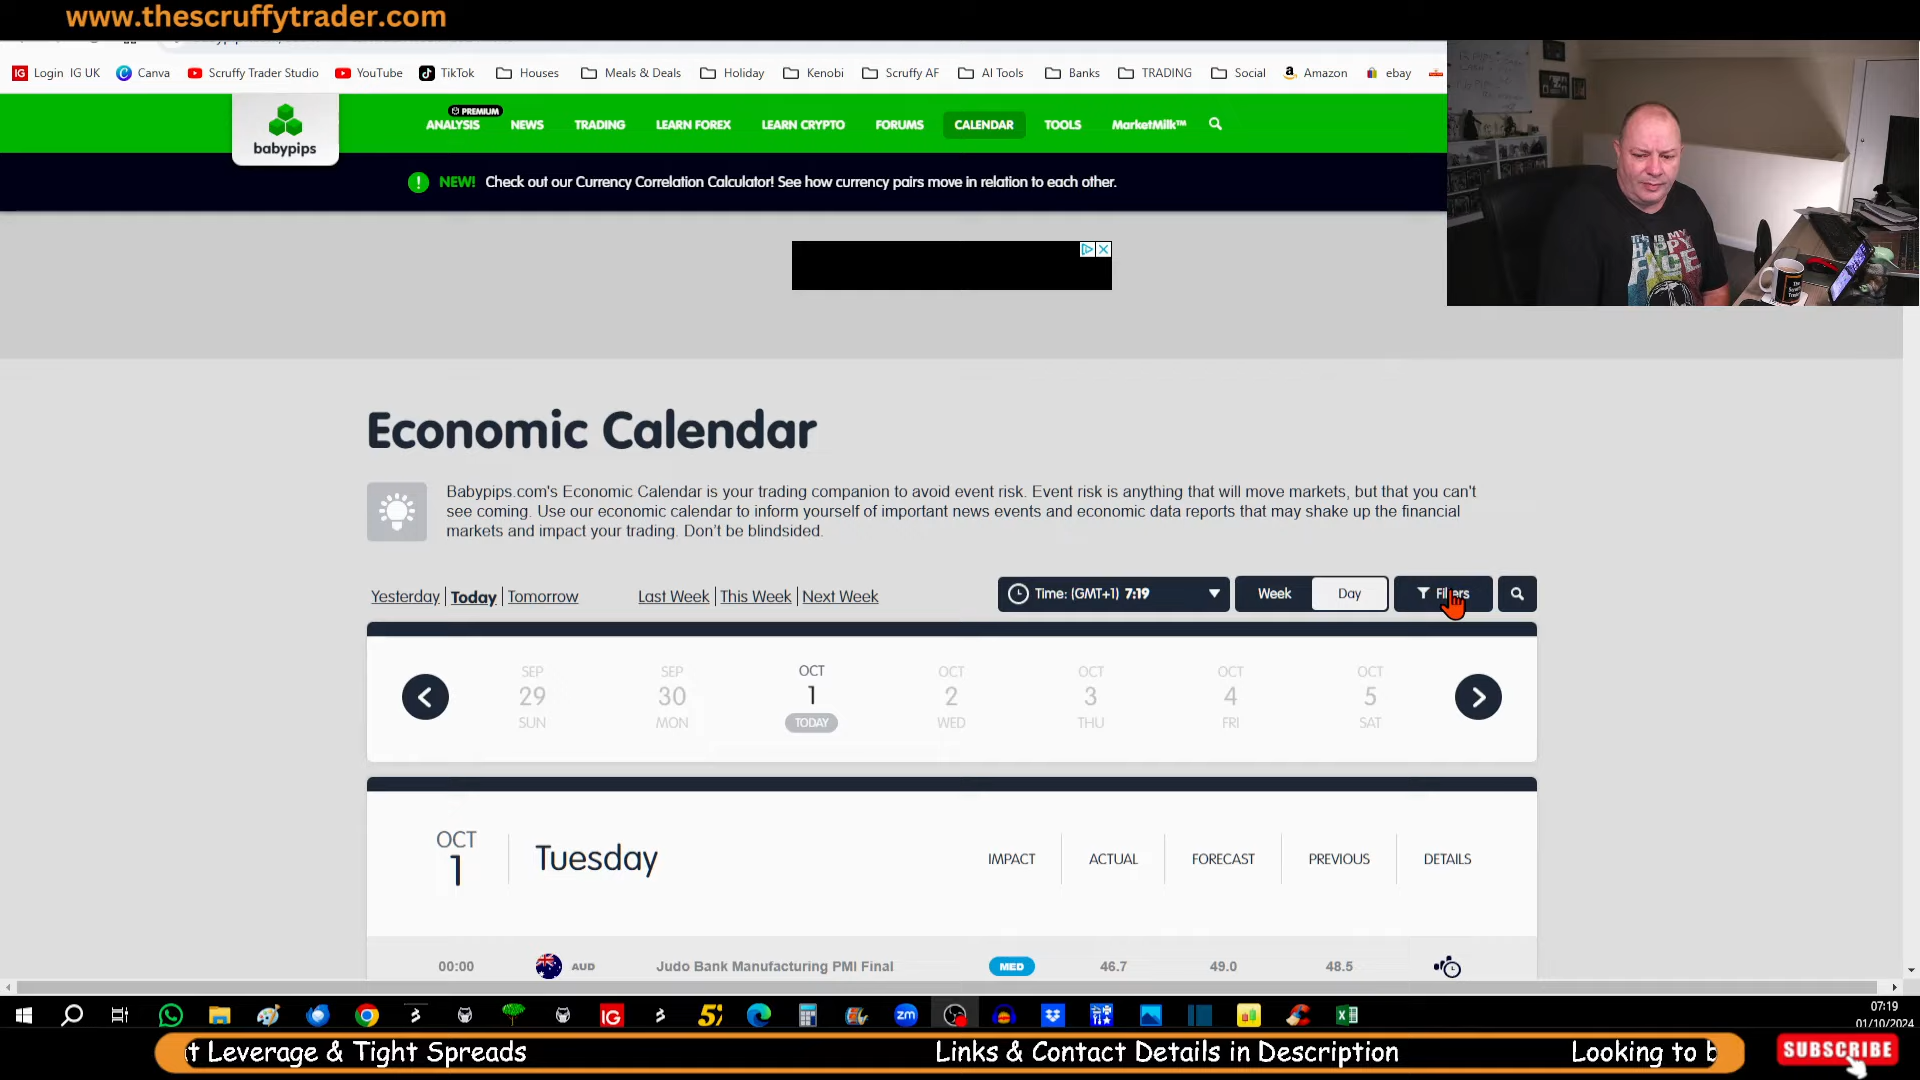 www.thescruffytrader.com
IG Login IG UK Canva Scruffy Trader Studio YouTube TikTok Houses Meals & Deals Holiday Kenobi Scruffy AF AI Tools Banks TRADING Social Amazon ebay
babypips
PREMIUM
ANALYSIS NEWS TRADING LEARN FOREX LEARN CRYPTO FORUMS CALENDAR TOOLS MarketMilk™
NEW! Check out our Currency Correlation Calculator! See how currency pairs move in relation to each other.
IT'S MY
HAPPY
FACE
Economic Calendar
Babypips.com's Economic Calendar is your trading companion to avoid event risk. Event risk is anything that will move markets, but that you can't
see coming. Use our economic calendar to inform yourself of important news events and economic data reports that may shake up the financial
markets and impact your trading. Don't be blindsided.
Yesterday Today Tomorrow Last Week This Week Next Week Time: (GMT+1) 7:19 Week Day Filters
SEP SEP OCT OCT OCT OCT OCT
29 30 1 2 3 4 5
SUN MON TODAY WED THU FRI SAT
OCT
1 Tuesday IMPACT ACTUAL FORECAST PREVIOUS DETAILS
00:00 AUD Judo Bank Manufacturing PMI Final MED 46.7 49.0 48.5
IG zm
07:19
01/10/2024
t Leverage & Tight Spreads Links & Contact Details in Description Looking to b
SUBSCRIBE